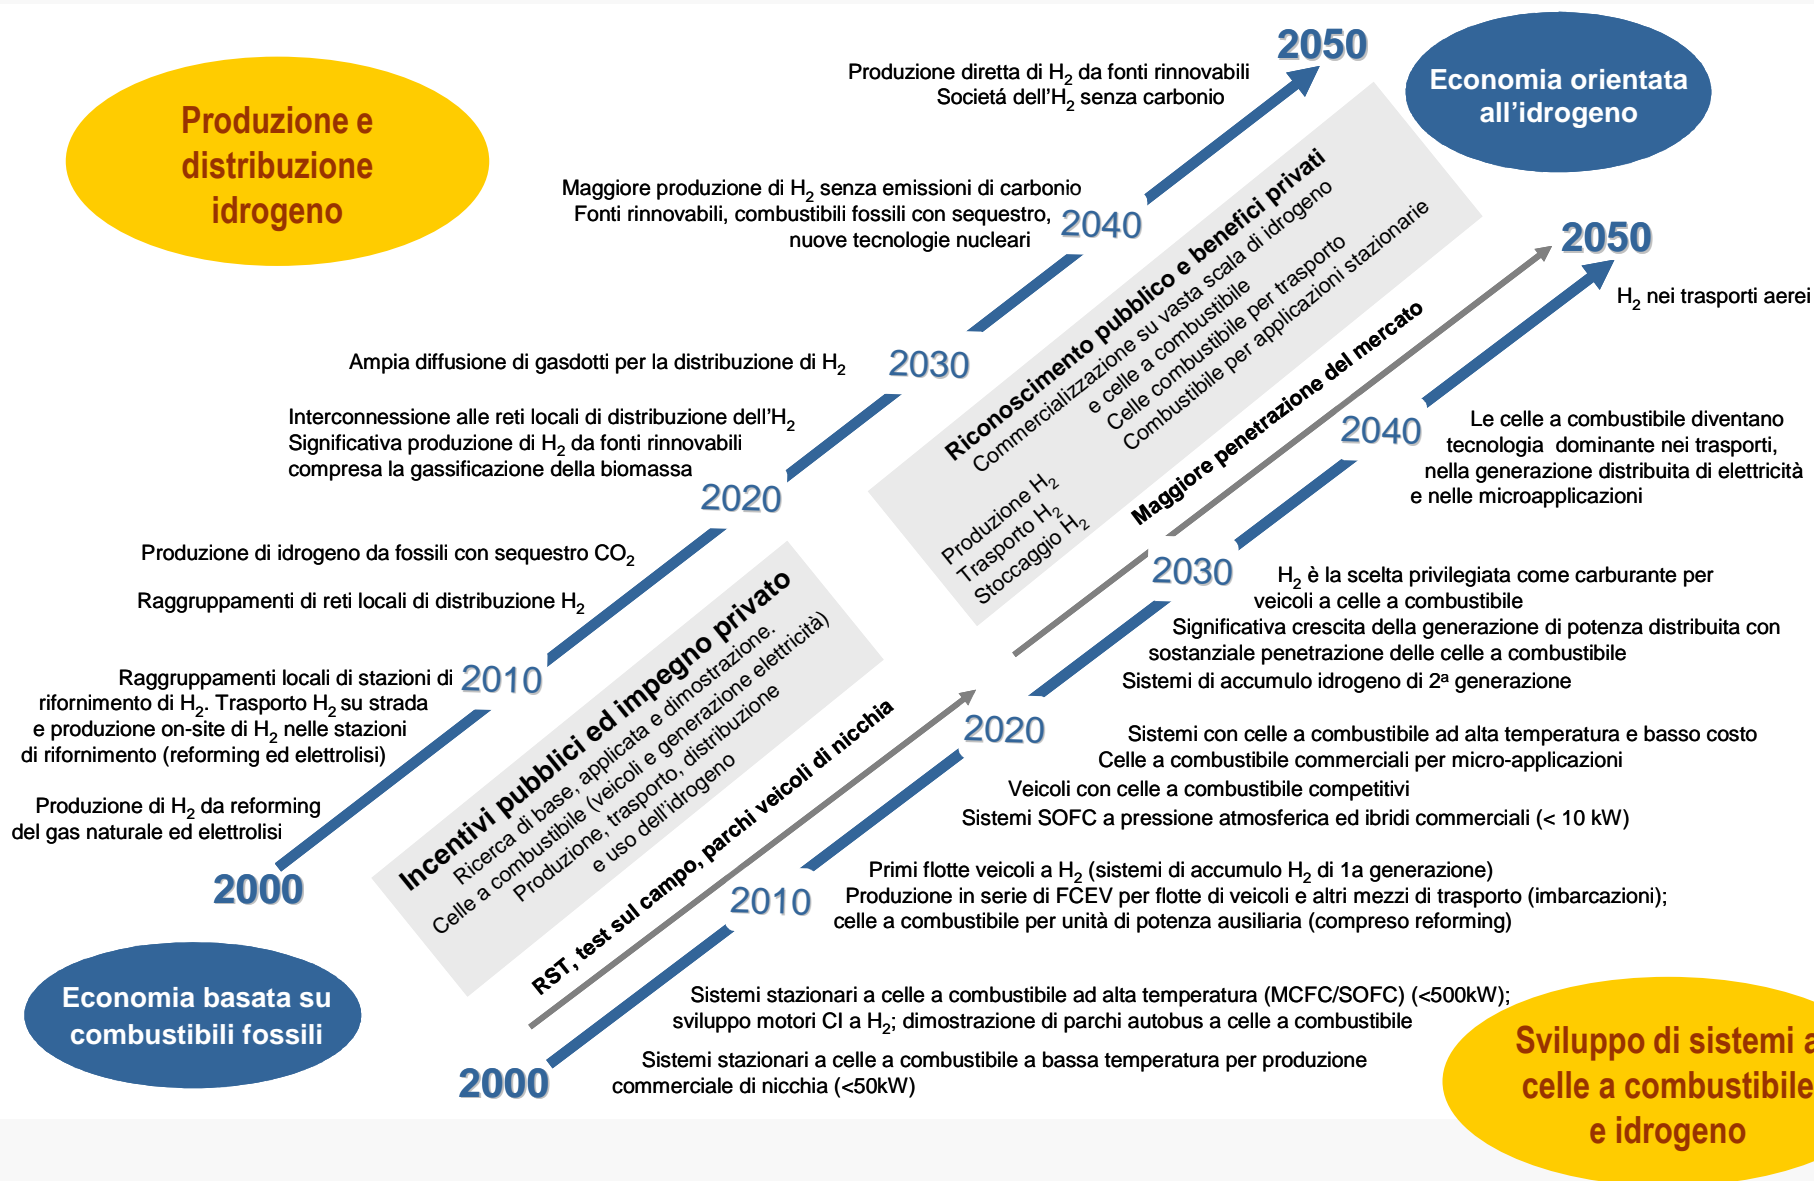 2050
Economia orientata
all'idrogeno
Produzione diretta di H2 da fonti rinnovabili
Societá dell'H2 senza carbonio
Produzione e
distribuzione
idrogeno
Maggiore produzione di H2 senza emissioni di carbonio
Fonti rinnovabili, combustibili fossili con sequestro,
nuove tecnologie nucleari
2040
Ampia diffusione di gasdotti per la distribuzione di H2
2030
Interconnessione alle reti locali di distribuzione dell'H2
Significativa produzione di H2 da fonti rinnovabili
compresa la gassificazione della biomassa
2020
Produzione di idrogeno da fossili con sequestro CO2
Raggruppamenti di reti locali di distribuzione H2
Raggruppamenti locali di stazioni di
rifornimento di H2. Trasporto H2 su strada
e produzione on-site di H2 nelle stazioni
di rifornimento (reforming ed elettrolisi)
2010
Produzione di H2 da reforming
del gas naturale ed elettrolisi
2000
Economia basata su
combustibili fossili
Riconoscimento pubblico e benefici privati
Commercializzazione su vasta scala di idrogeno
e celle a combustibile
Celle combustibile per trasporto
Combustibile per applicazioni stazionarie
Produzione H2
Trasporto H2
Stoccaggio H2
Maggiore penetrazione del mercato
Incentivi pubblici ed impegno privato
Ricerca di base, applicata e dimostrazione.
Celle a combustibile (veicoli e generazione elettricità)
Produzione, trasporto, distribuzione
e uso dell'idrogeno
RST, test sul campo, parchi veicoli di nicchia
2050
H2 nei trasporti aerei
2040
Le celle a combustibile diventano
tecnologia dominante nei trasporti,
nella generazione distribuita di elettricità
e nelle microapplicazioni
2030
H2 è la scelta privilegiata come carburante per
veicoli a celle a combustibile
Significativa crescita della generazione di potenza distribuita con
sostanziale penetrazione delle celle a combustibile
Sistemi di accumulo idrogeno di 2ª generazione
2020
Sistemi con celle a combustibile ad alta temperatura e basso costo
Celle a combustibile commerciali per micro-applicazioni
Veicoli con celle a combustibile competitivi
Sistemi SOFC a pressione atmosferica ed ibridi commerciali (< 10 kW)
2010
Primi flotte veicoli a H2 (sistemi di accumulo H2 di 1a generazione)
Produzione in serie di FCEV per flotte di veicoli e altri mezzi di trasporto (imbarcazioni);
celle a combustibile per unità di potenza ausiliaria (compreso reforming)
Sistemi stazionari a celle a combustibile ad alta temperatura (MCFC/SOFC) (<500kW);
sviluppo motori CI a H2; dimostrazione di parchi autobus a celle a combustibile
Sistemi stazionari a celle a combustibile a bassa temperatura per produzione
commerciale di nicchia (<50kW)
2000
Sviluppo di sistemi a
celle a combustibile
e idrogeno